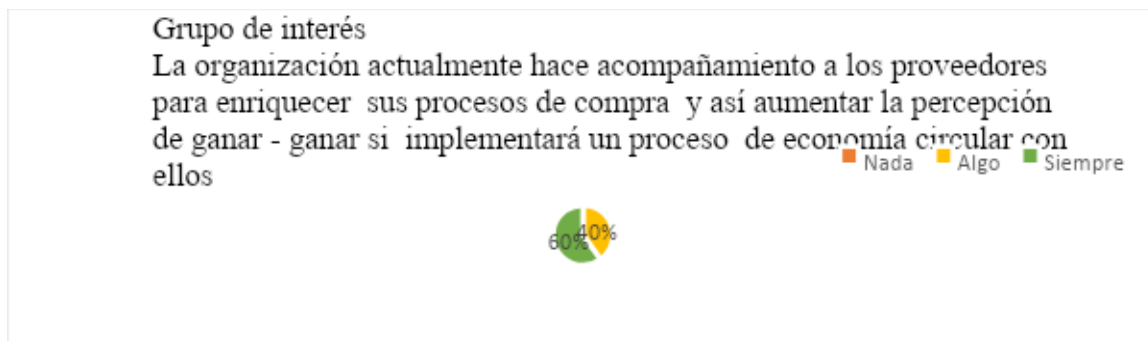 Grupo de interés
La organización actualmente hace acompañamiento a los proveedores
para enriquecer  sus procesos de compra  y así aumentar la percepción
de ganar - ganar si  implementará un proceso  de economía circular con
ellos
Nada Algo Siempre
60% 40%